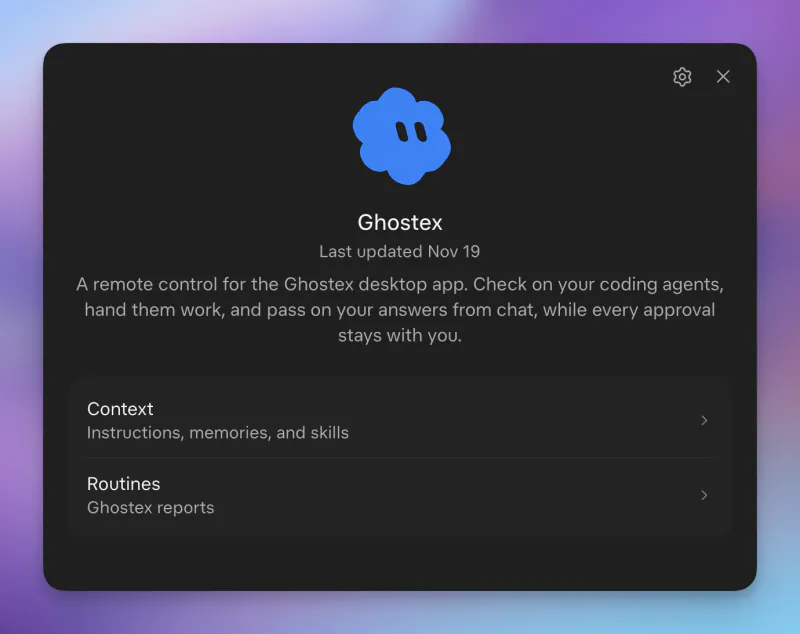 Ghostex
Last updated Nov 19
A remote control for the Ghostex desktop app. Check on your coding agents,
hand them work, and pass on your answers from chat, while every approval
stays with you.
Context
Instructions, memories, and skills
Routines
Ghostex reports